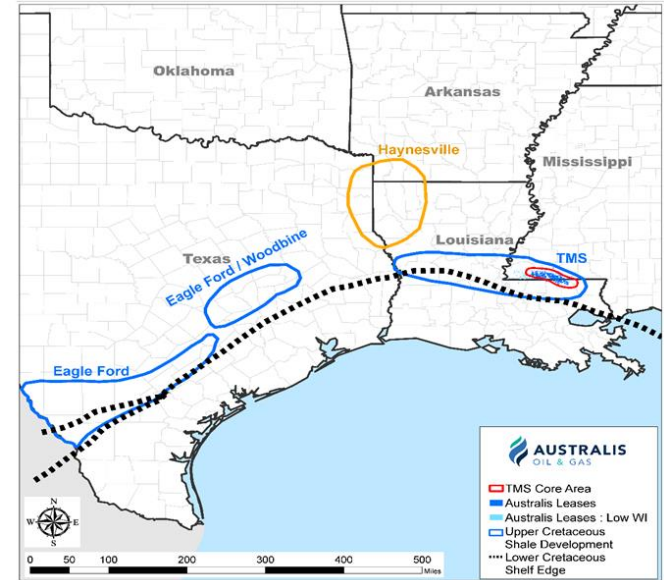 Oklahoma
Arkansas
Haynesville
Mississippi
Louisiana
Texas
TMS
Eagle Ford / Woodbine
Eagle Ford
AUSTRALIS
OIL & GAS
TMS Core Area
Australis Leases
Australis Leases : Low WI
Upper Cretaceous
Shale Development
Lower Cretaceous
Shelf Edge
N
W E
S
0 50 100 200 300 400 500
Miles